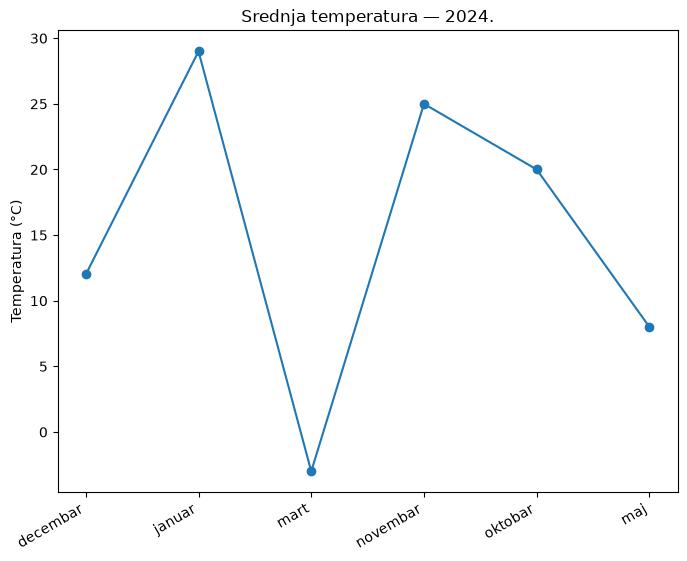 Srednja temperatura — 2024.
Temperatura (°C)
30
25
20
15
10
5
0
decembar
januar
mart
novembar
oktobar
maj